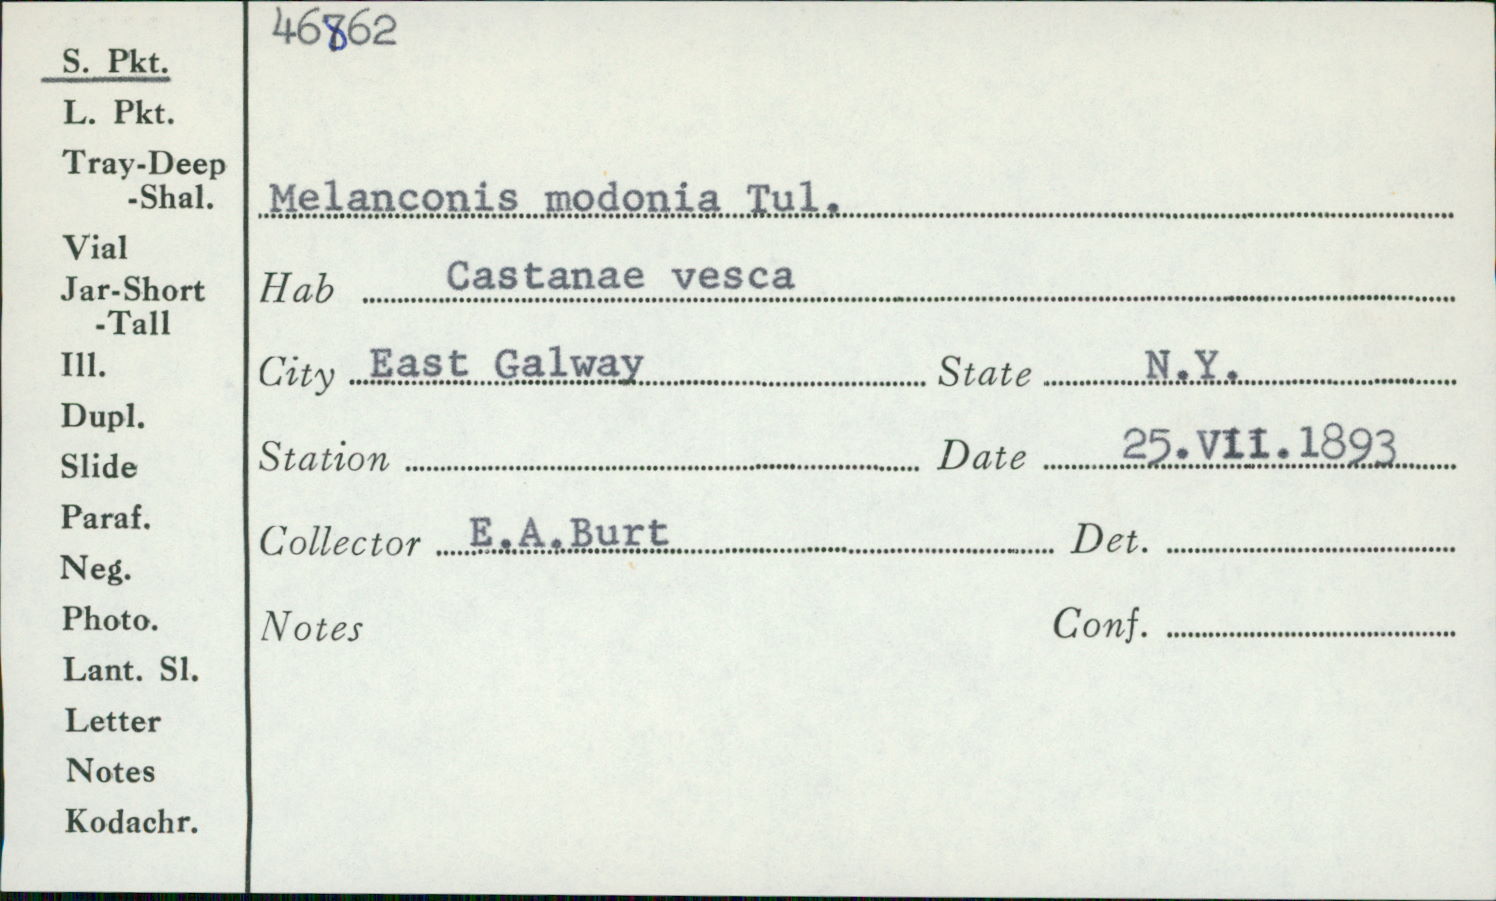 46862
S. Pkt.
L. Pkt.
Tray-Deep
-Shal.
Vial
Jar-Short
-Tall
Ill.
Dupl.
Slide
Paraf.
Neg.
Photo.
Lant. Sl.
Letter
Notes
Kodachr.
Melanconis modonia Tul.
Hab Castanae vesca
City East Galway State N.Y.
Station Date 25.VII.1893
Collector E.A.Burt Det.
Notes Conf.